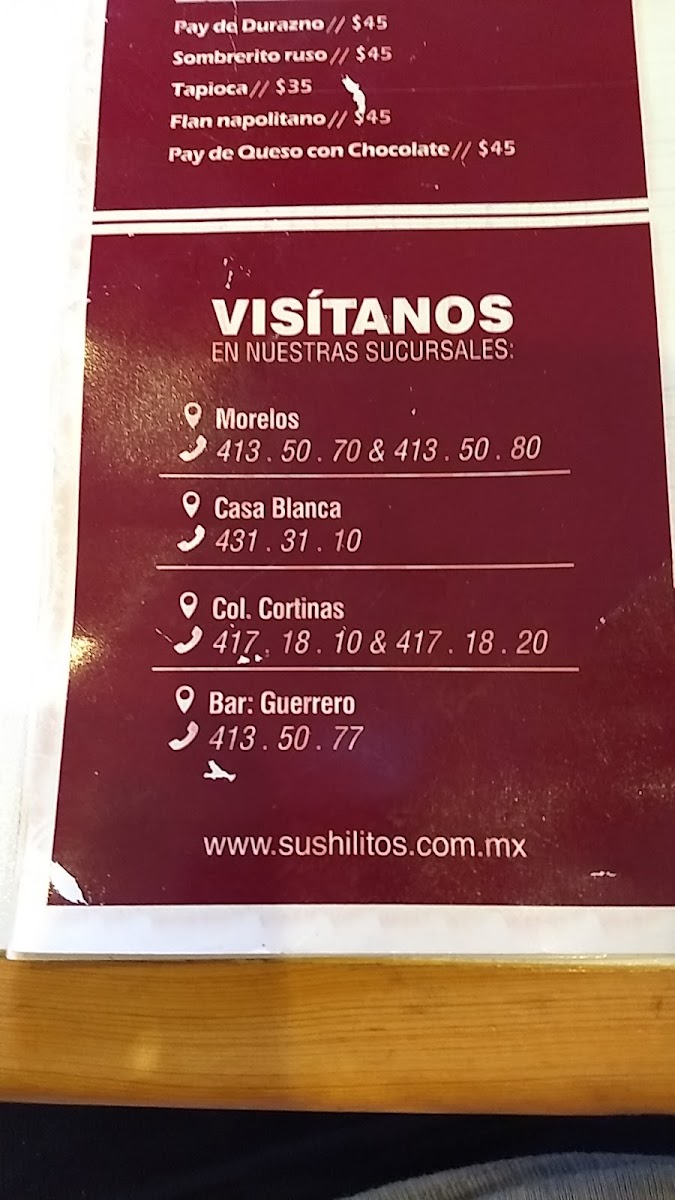 Pay de Durazno// $45
Sombrerito ruso// $45
Tapioca// $35
Flan napolitano// $45
Pay de Queso con Chocolate// $45
VISÍTANOS
EN NUESTRAS SUCURSALES:
Morelos
413 . 50 . 70 & 413 . 50 . 80
Casa Blanca
431 . 31 . 10
Col. Cortinas
417 . 18 . 10 & 417 . 18 . 20
Bar: Guerrero
413 . 50 . 77
www.sushilitos.com.mx